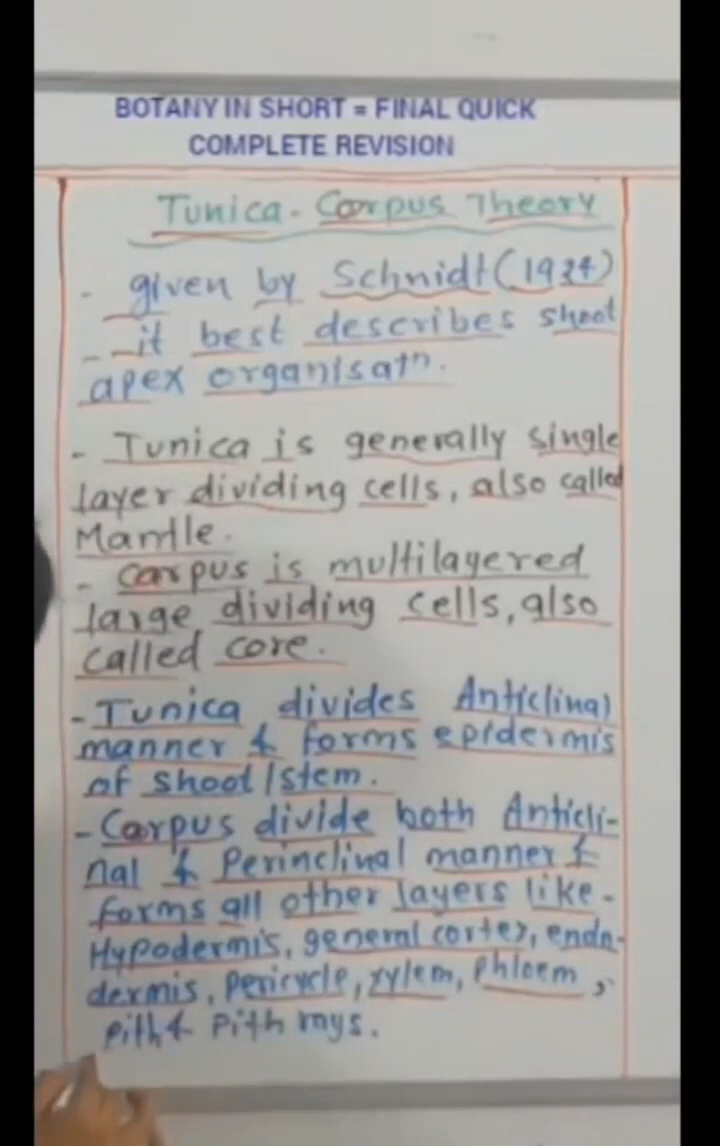 BOTANY IN SHORT = FINAL QUICK
COMPLETE REVISION
Tunica - Corpus Theory
- given by Schnidt (1924)
- it best describes shoot
apex organisatn.
- Tunica is generally single
layer dividing cells, also called
Mantle.
- Carpus is multilayered
large dividing cells, also
called core.
- Tunica divides Anticlinal
manner & forms epidermis
of shoot/stem.
- Corpus divide both Anticli-
nal & Perinclinal manner &
forms all other layers like -
Hypodermis, general cortex, endo-
dermis, pericycle, xylem, phloem,
pith & pith rays.